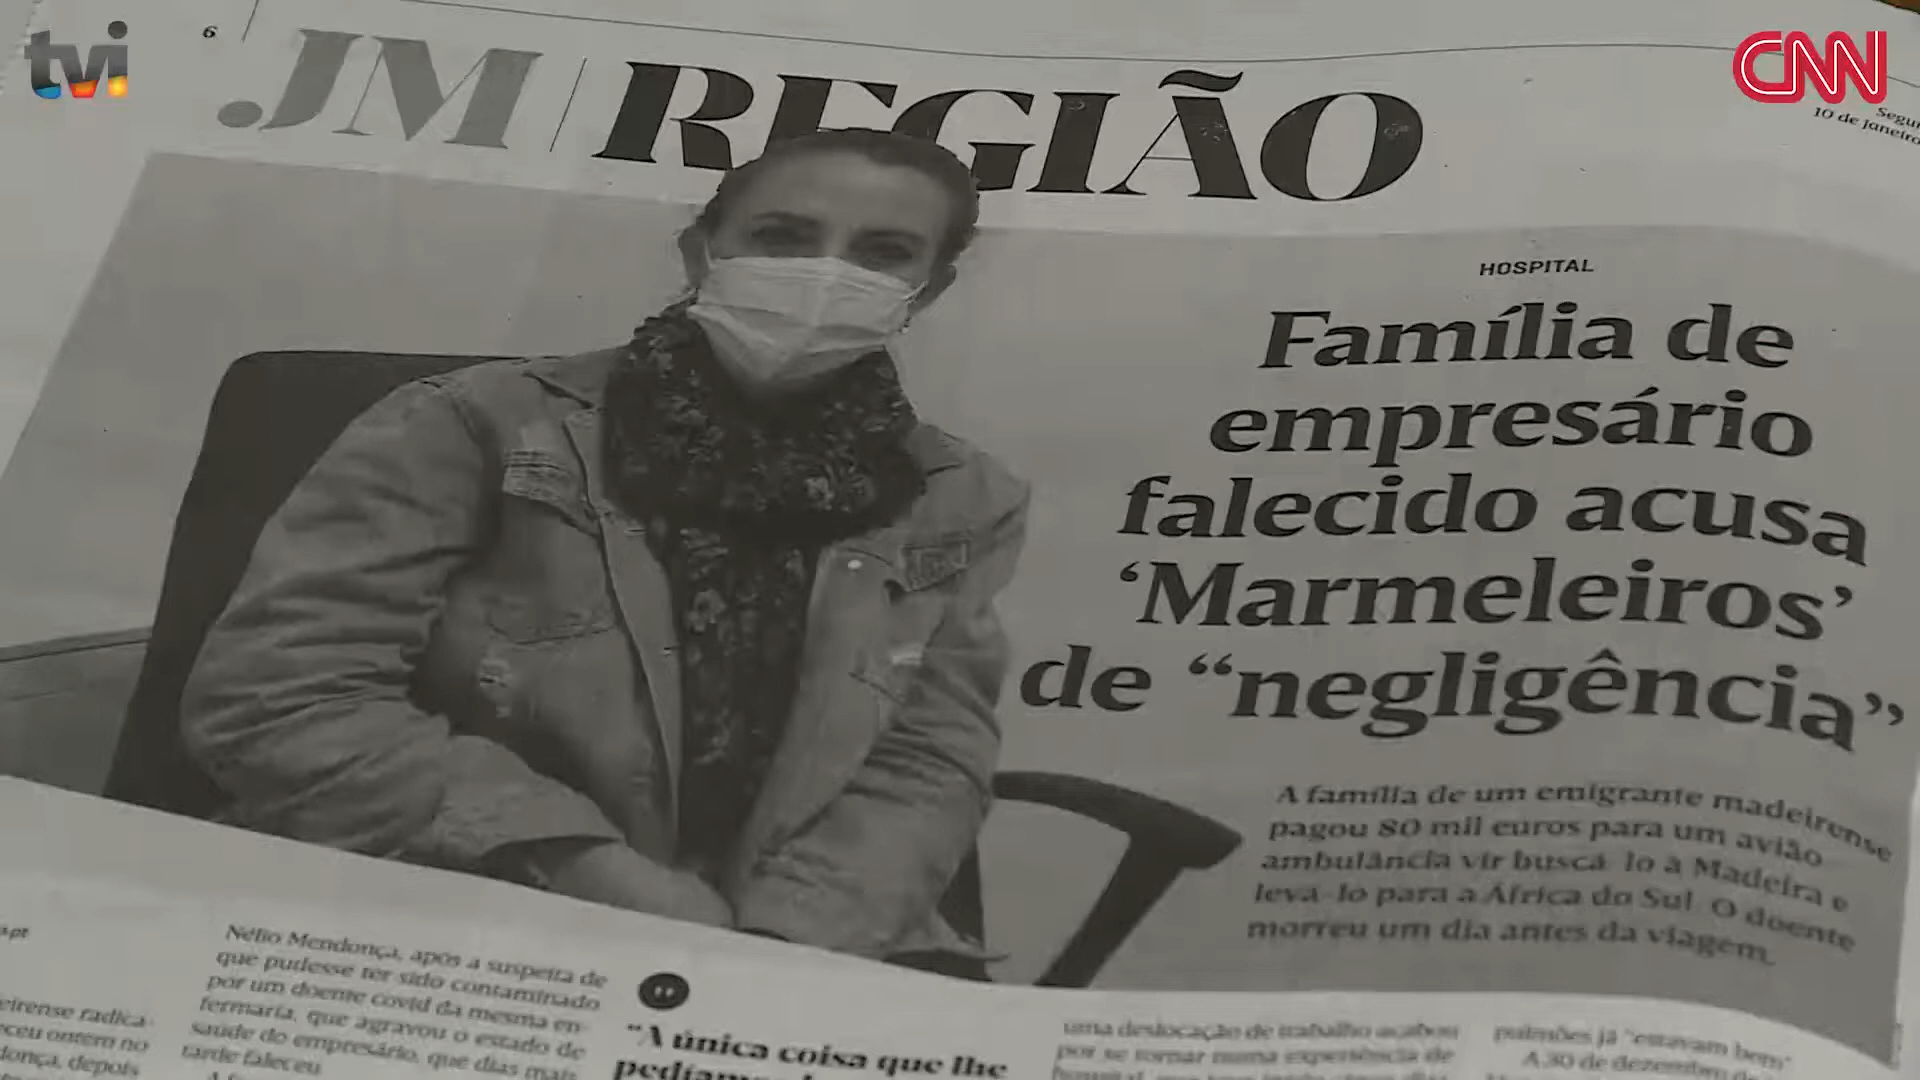 tvi
CNN
6
.JM
REGIÃO
10 de Janeiro
HOSPITAL
Família de
empresário
falecido acusa
‘Marmeleiros’
de “negligência”
A família de um emigrante madeirense
pagou 80 mil euros para um avião
ambulância vir buscá-lo à Madeira e
levá-lo para a África do Sul. O doente
morreu um dia antes da viagem.
Nélio Mendonça, após a suspeita de
que pudesse ter sido contaminado
por um doente covid da mesma en-
fermaria, que agravou o estado de
saúde do empresário, que dias mais
tarde faleceu
“A única coisa que lhe
uma deslocação de trabalho acabou
por se tornar numa experiência de
pulmões já “estavam bem”
A 30 de dezembro